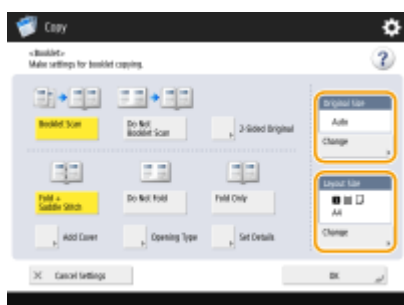 Copy
<Booklet>
Make settings for booklet copying.
?
Booklet Scan
Do Not
Booklet Scan
2-Sided Original
Original Size
Auto
Change
Fold +
Saddle Stitch
Do Not Fold
Fold Only
Layout Size
A4
Change
Add Cover
Opening Type
Set Details
Cancel Settings
OK